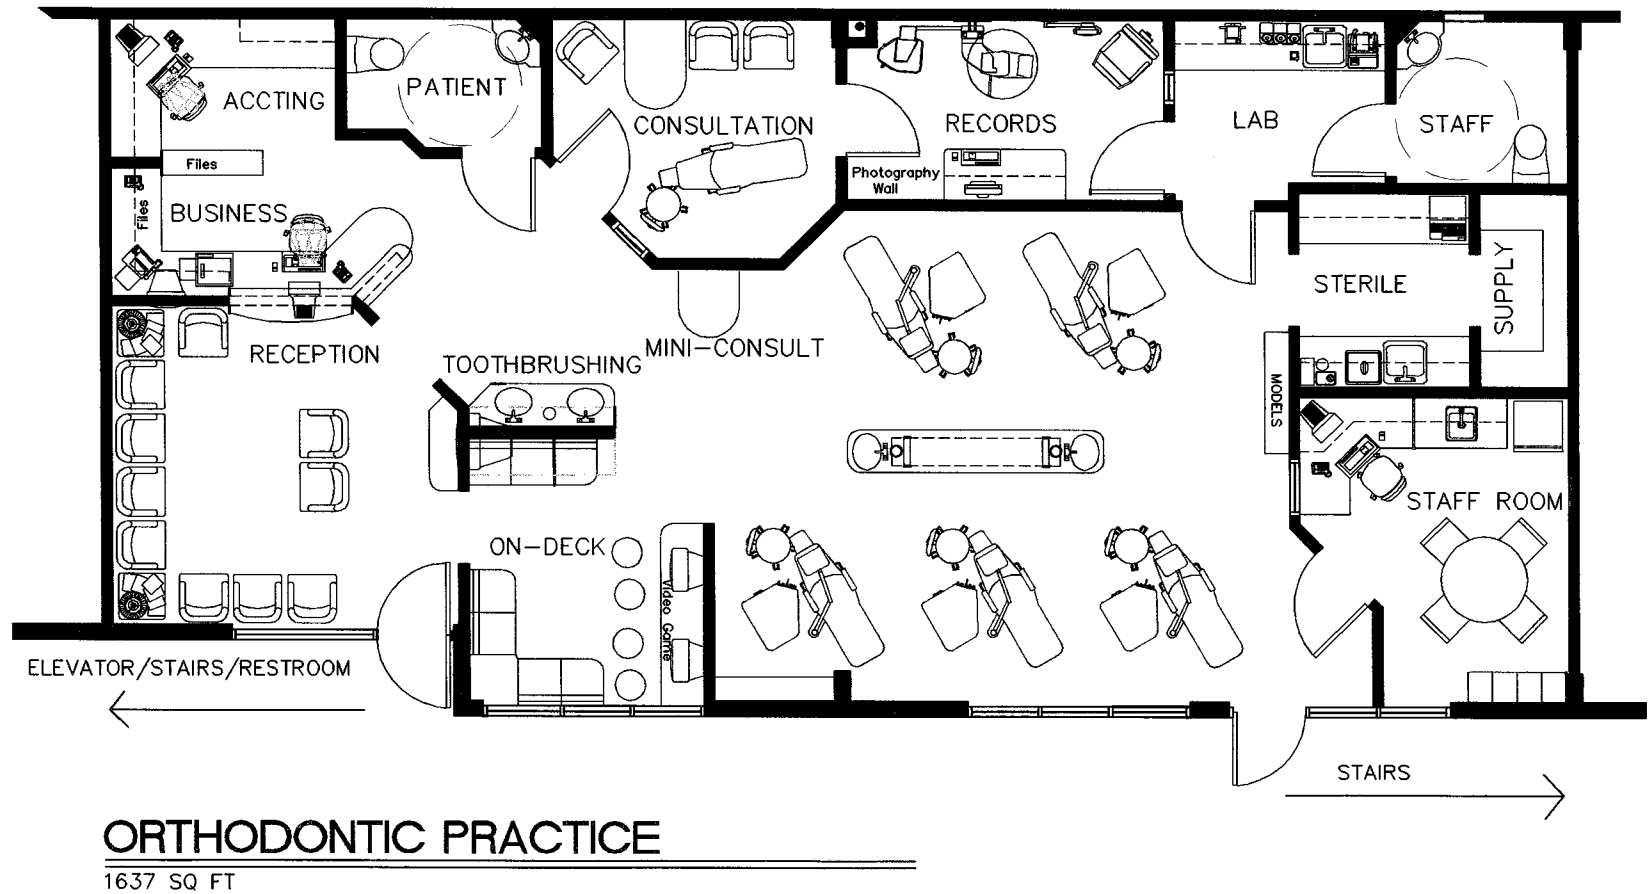 ACCTING
PATIENT
CONSULTATION
RECORDS
LAB
STAFF
Files
Photography
Wall
Files
BUSINESS
STERILE
SUPPLY
RECEPTION
TOOTHBRUSHING
MINI-CONSULT
MODELS
STAFF ROOM
ON-DECK
Video Game
ELEVATOR/STAIRS/RESTROOM
STAIRS
ORTHODONTIC PRACTICE
1637 SQ FT